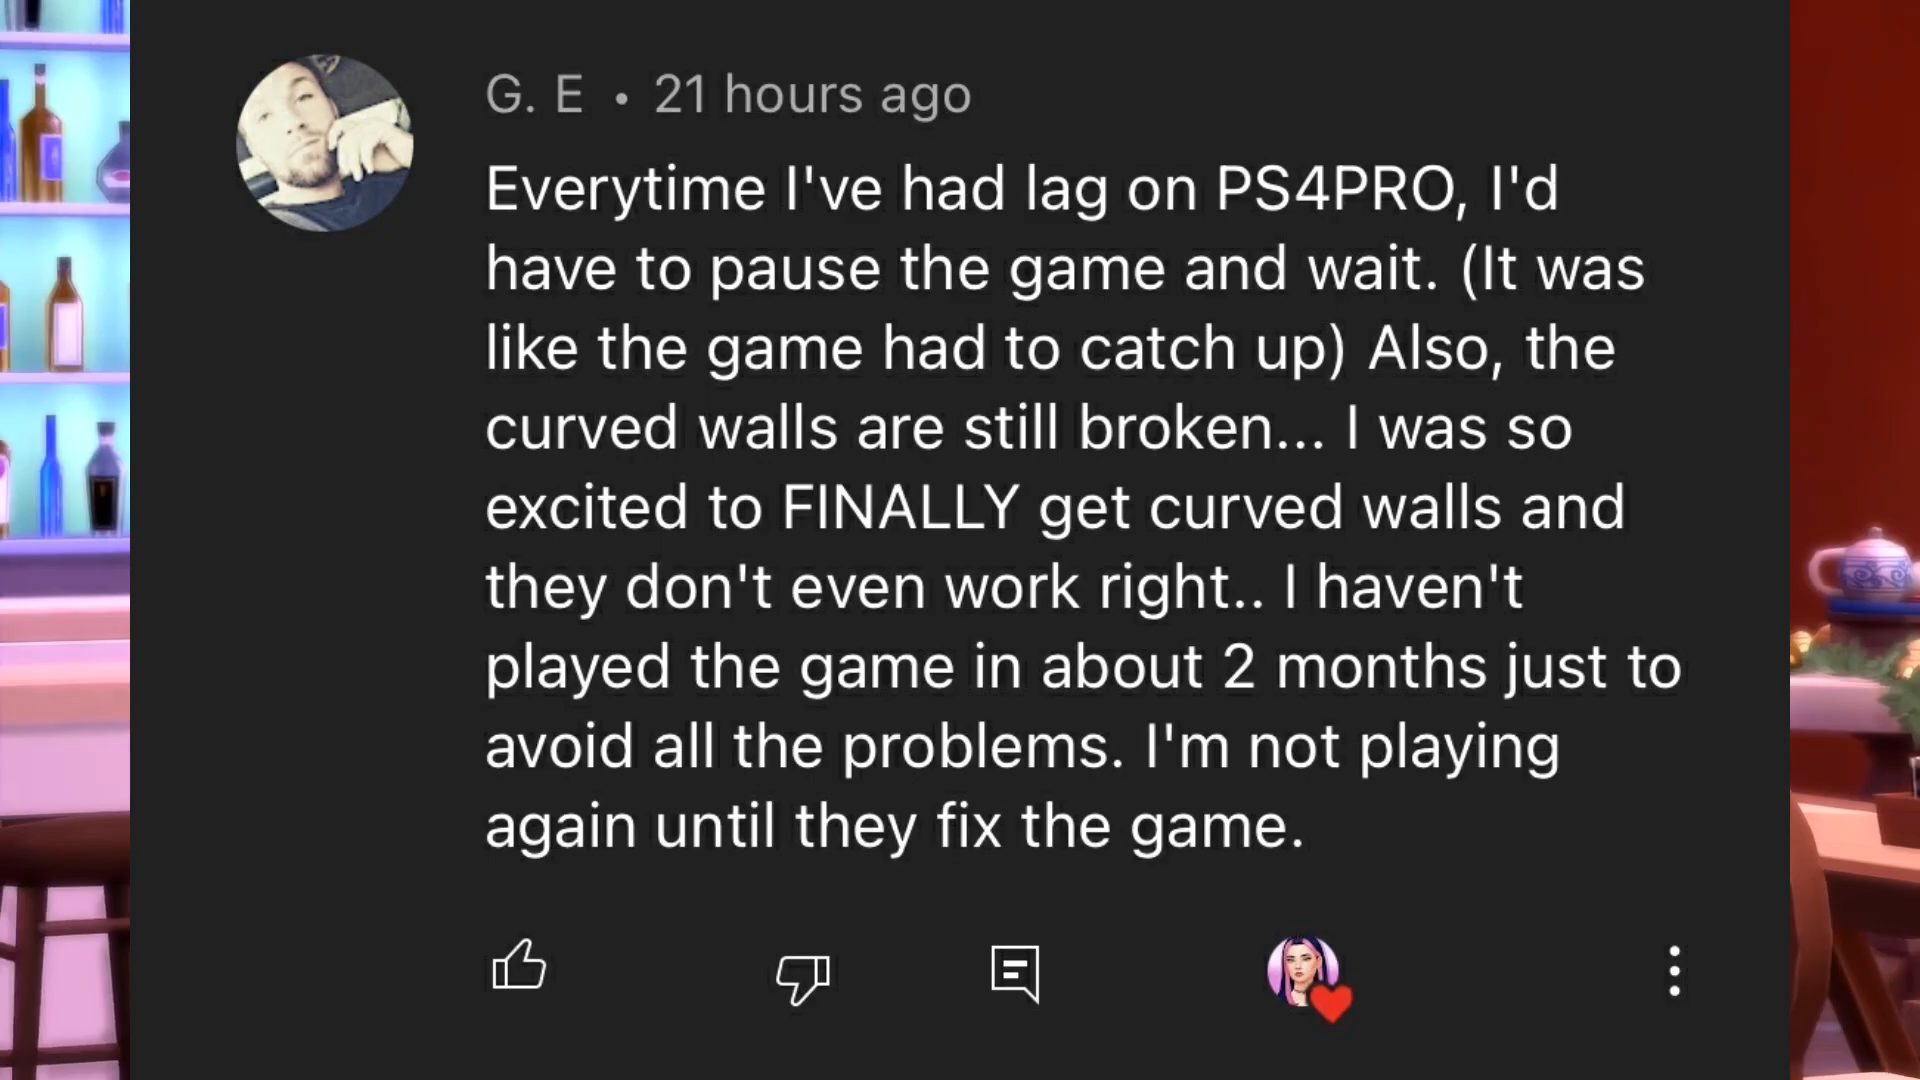 G. E • 21 hours ago
Everytime I've had lag on PS4PRO, I'd
have to pause the game and wait. (It was
like the game had to catch up) Also, the
curved walls are still broken... I was so
excited to FINALLY get curved walls and
they don't even work right.. I haven't
played the game in about 2 months just to
avoid all the problems. I'm not playing
again until they fix the game.